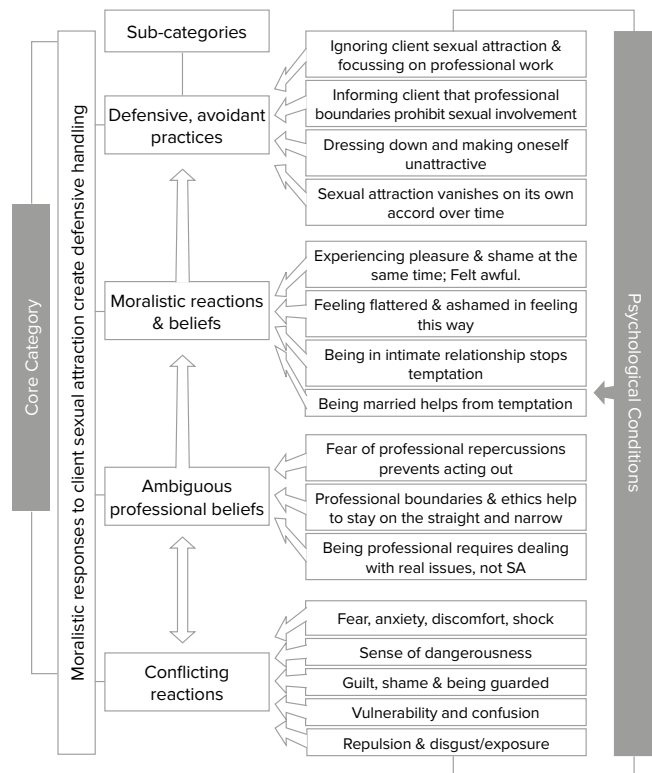 Core Category
Moralistic responses to client sexual attraction create defensive handling
Sub-categories
Defensive, avoidant
practices
Ignoring client sexual attraction &
focussing on professional work
Informing client that professional
boundaries prohibit sexual involvement
Dressing down and making oneself
unattractive
Sexual attraction vanishes on its own
accord over time
Moralistic reactions
& beliefs
Experiencing pleasure & shame at the
same time; Felt awful.
Feeling flattered & ashamed in feeling
this way
Being in intimate relationship stops
temptation
Being married helps from temptation
Ambiguous
professional beliefs
Fear of professional repercussions
prevents acting out
Professional boundaries & ethics help
to stay on the straight and narrow
Being professional requires dealing
with real issues, not SA
Conflicting
reactions
Fear, anxiety, discomfort, shock
Sense of dangerousness
Guilt, shame & being guarded
Vulnerability and confusion
Repulsion & disgust/exposure
Psychological Conditions